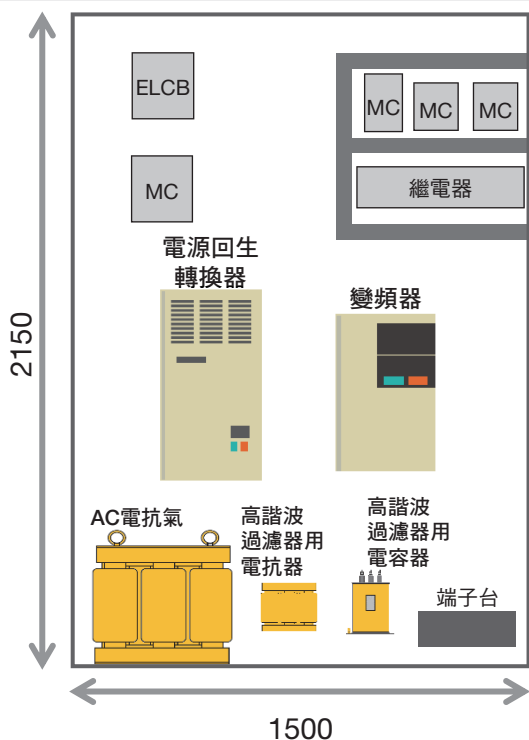 ELCB
MC
MC
MC
MC
繼電器
電源回生
轉換器
變頻器
2150
AC電抗氣
高諧波
過濾器用
電抗器
高諧波
過濾器用
電容器
端子台
1500